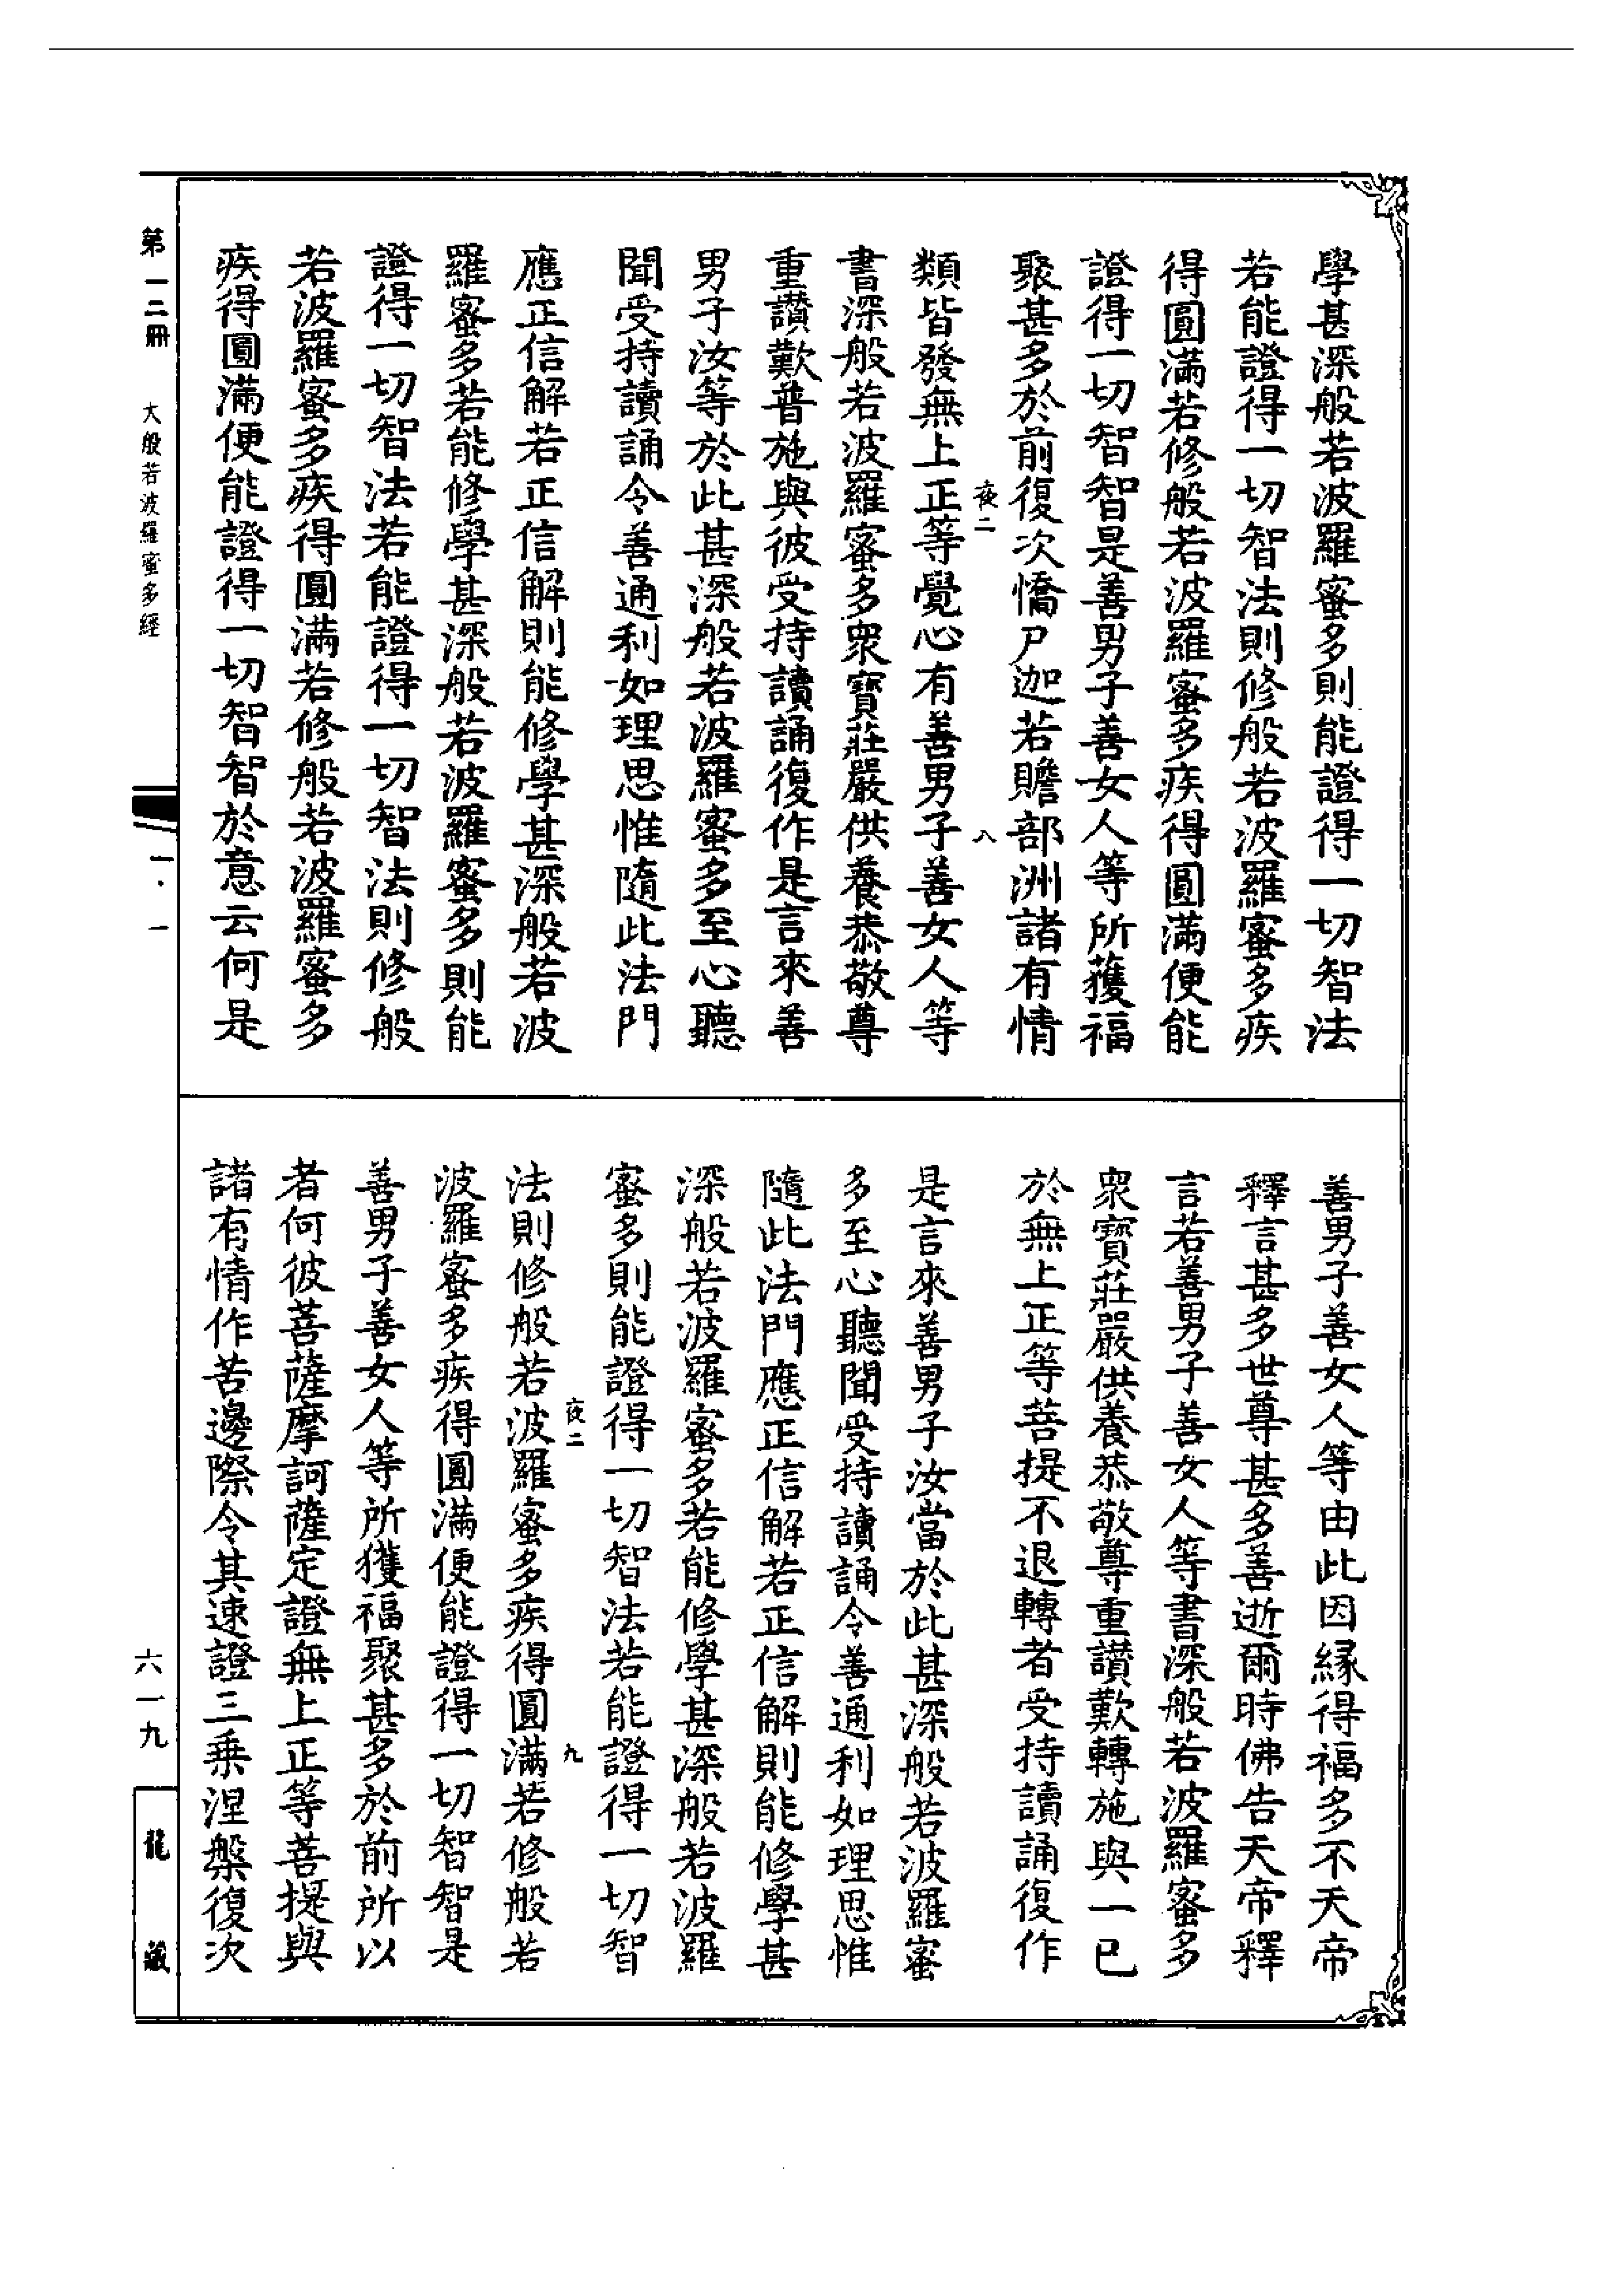 學甚深般若波羅蜜多則能證得一切智法
若能證得一切智法則修般若波羅蜜多疾
得圓滿若修般若波羅蜜多疾得圓滿便能
證得一切智智是善男子善女人等所獲福
聚甚多於前復次憍尸迦若贍部洲諸有情
夜二 八
類皆發無上正等覺心有善男子善女人等
書深般若波羅蜜多衆寶莊嚴供養恭敬尊
重讚歎普施與彼受持讀誦復作是言來善
男子汝等於此甚深般若波羅蜜多至心聽
聞受持讀誦令善通利如理思惟隨此法門
應正信解若正信解則能修學甚深般若波
羅蜜多若能修學甚深般若波羅蜜多則能
證得一切智法若能證得一切智法則修般
若波羅蜜多疾得圓滿若修般若波羅蜜多
疾得圓滿便能證得一切智智於意云何是
善男子善女人等由此因緣得福多不天帝
釋言甚多世尊甚多善逝爾時佛告天帝釋
言若善男子善女人等書深般若波羅蜜多
衆寶莊嚴供養恭敬尊重讚歎轉施與一已
於無上正等菩提不退轉者受持讀誦復作
是言來善男子汝當於此甚深般若波羅蜜
多至心聽聞受持讀誦令善通利如理思惟
隨此法門應正信解若正信解則能修學甚
深般若波羅蜜多若能修學甚深般若波羅
蜜多則能證得一切智法若能證得一切智
夜二 九
法則修般若波羅蜜多疾得圓滿若修般若
波羅蜜多疾得圓滿便能證得一切智智是
善男子善女人等所獲福聚甚多於前所以
者何彼菩薩摩訶薩定證無上正等菩提與
諸有情作苦邊際令其速證三乘涅槃復次
第一二冊 大般若波羅蜜多經
一·一
六一九
龍藏